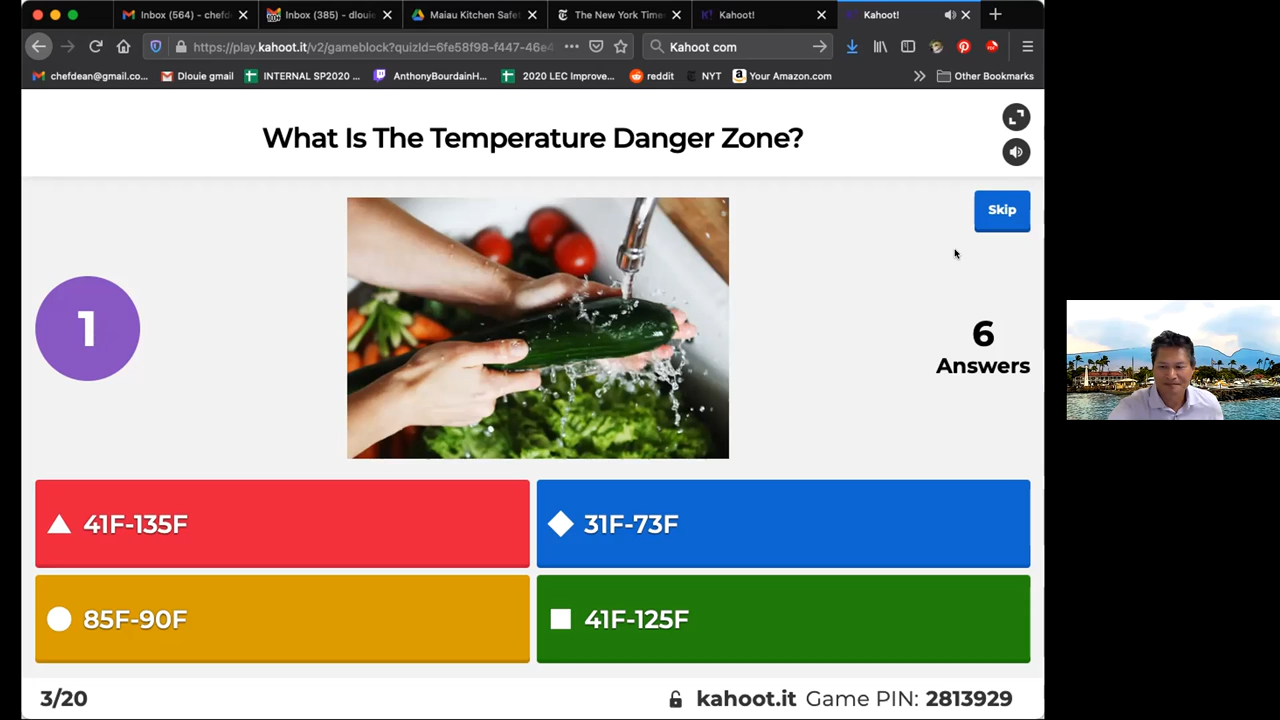 Inbox (564) - chefd
Inbox (385) - dlouie
Maiau Kitchen Safe
The New York Time
Kahoot!
Kahoot!
https://play.kahoot.it/v2/gameblock?quizId=6fe58f98-f447-46e4
Kahoot com
chefdean@gmail.co...
Dlouie gmail
INTERNAL SP2020 ...
AnthonyBourdainH...
2020 LEC Improve...
reddit
NYT
Your Amazon.com
Other Bookmarks
What Is The Temperature Danger Zone?
Skip
1
6
Answers
41F-135F
31F-73F
85F-90F
41F-125F
3/20
kahoot.it Game PIN: 2813929